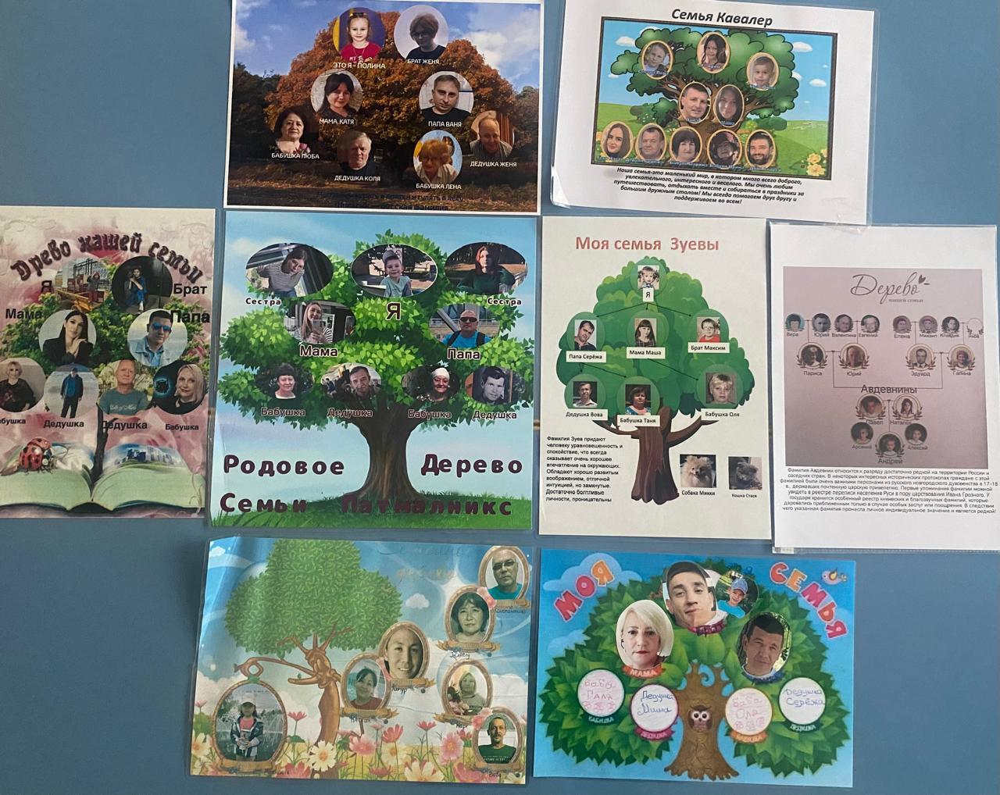 ЭТО Я - ПОЛИНА
БРАТ ЖЕНЯ
МАМА КАТЯ
ПАПА ВАНЯ
БАБУШКА ЛЮБА
ДЕДУШКА КОЛЯ
БАБУШКА ЛЕНА
ДЕДУШКА ЖЕНЯ
Семья Кавалер
Папа
Мама
Наша семья-это маленький мир, в котором много всего доброго,
увлекательного, интересного и веселого. Мы очень любим
путешествовать, отдыхать вместе и собираться в праздники за
большим дружным столом! Мы всегда помогаем друг другу и
поддерживаем во всем!
Древо нашей семьи
Я
Брат
Мама
Папа
Дедушка
Дедушка
Бабушка
Сестра
Я
Сестра
Мама
Папа
Бабушка
Дедушка
Бабушка
Дедушка
Родовое Дерево
Семьи Патмалникс
Моя семья Зуевы
Я
Папа Серёжа
Мама Маша
Брат Максим
Дедушка Вова
Бабушка Таня
Бабушка Оля
Фамилия Зуев придают
человеку уравновешенность и
спокойствие, что всегда
оказывает очень хорошее
впечатление на окружающих.
Обладают хорошо развитым
воображением, отличной
интуицией, но замкнутые.
Достаточно болтливые
личности, проницательны
Собака Микки
Кошка Стася
Дерево
нашей семьи
Вера
Юрий
Валентина
Евгений
Елена
Михаил
Клавдия
Лариса
Юрий
Эдуард
Галина
Авдевнины
Павел
Наталья
Арсений
Алексей
Андрей
Фамилия Авдевнин относится к разряду достаточно редкой на территории России и
соседних стран. В некоторых интересных исторических протоколах граждане с этой
фамилией были очень важными персонами из русского новгородского духовенства в 17-18
в., державших почтенную царскую привилегию. Первые упоминания фамилии можно
увидеть в реестре переписи населения Руси в пору царствования Ивана Грозного. У
государя хранился особенный реестр княжеских и благозвучных фамилий, которые
даровались приближенным только в случае особых заслуг или поощрения. В следствии
чего указанная фамилия пронесла личное индивидуальное значение и является редкой!
Надя
Вова
МОЯ СЕМЬЯ
Я
МАМА
Баба
Галя
БАБУШКА
Дедушка
Миша
ДЕДУШКА
Баба
Оля
БАБУШКА
Дедушка
Серёжа
ДЕДУШКА